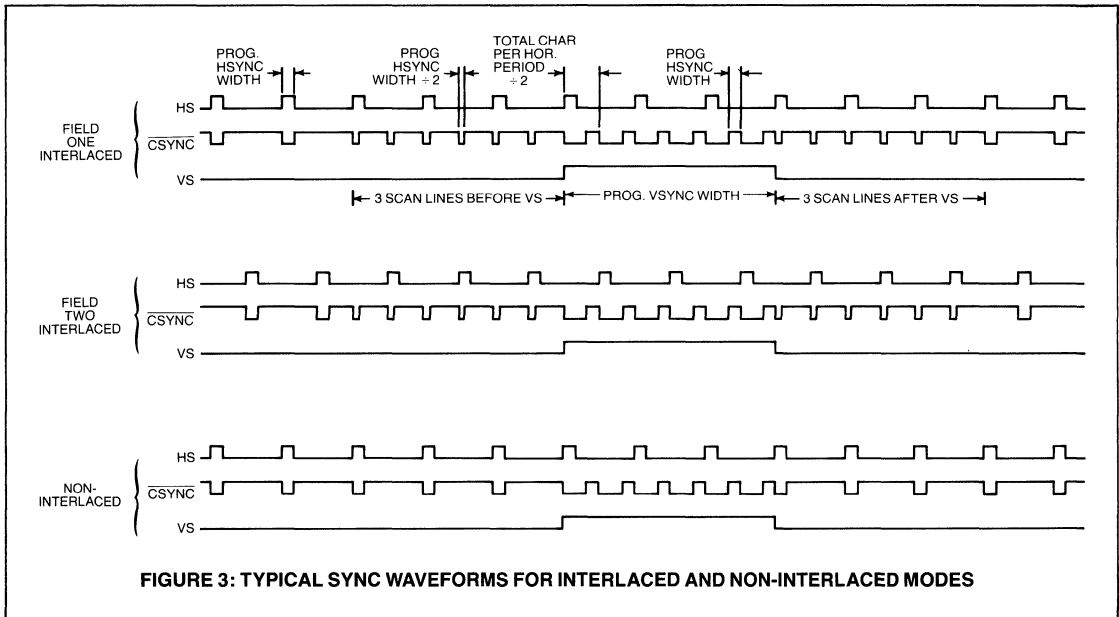 PROG.
HSYNC
WIDTH
PROG
HSYNC
WIDTH ÷2
TOTAL CHAR
PER HOR.
PERIOD
÷2
PROG
HSYNC
WIDTH
FIELD
ONE
INTERLACED
HS
CSYNC
VS
3 SCAN LINES BEFORE VS
PROG. VSYNC WIDTH
3 SCAN LINES AFTER VS
FIELD
TWO
INTERLACED
HS
CSYNC
VS
NON-
INTERLACED
HS
CSYNC
VS
FIGURE 3: TYPICAL SYNC WAVEFORMS FOR INTERLACED AND NON-INTERLACED MODES